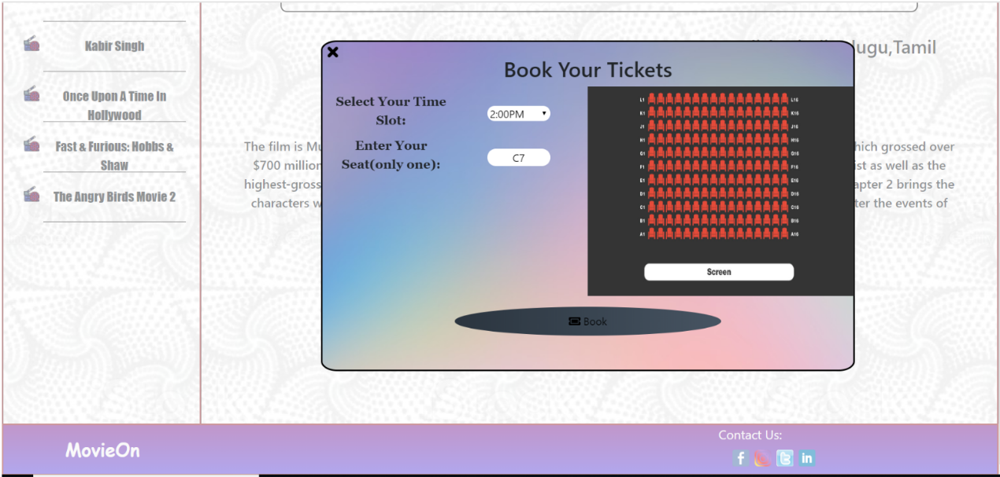 Kabir Singh
Once Upon A Time In
Hollywood
Fast & Furious: Hobbs &
Shaw
The Angry Birds Movie 2
ugu,Tamil
The film is Mu
$700 million
highest-gross
characters w
hich grossed over
ist as well as the
apter 2 brings the
ter the events of
Book Your Tickets
Select Your Time
Slot:
2:00PM
Enter Your
Seat(only one):
C7
L1 L16
K1 K16
J1 J16
H1 H16
G1 G16
F1 F16
E1 E16
D1 D16
C1 C16
B1 B16
A1 A16
Screen
Book
MovieOn
Contact Us: